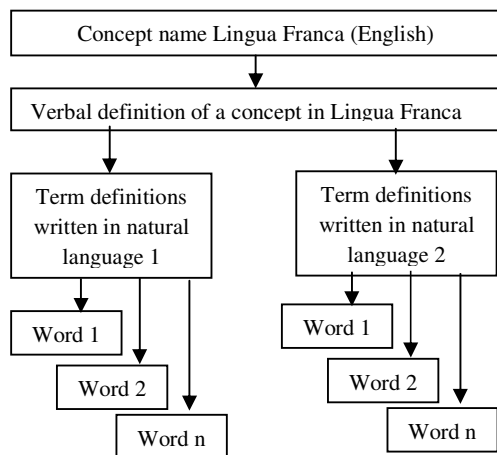 Concept name Lingua Franca (English)
Verbal definition of a concept in Lingua Franca
Term definitions
written in natural
language 1
Term definitions
written in natural
language 2
Word 1
Word 2
Word n
Word 1
Word 2
Word n